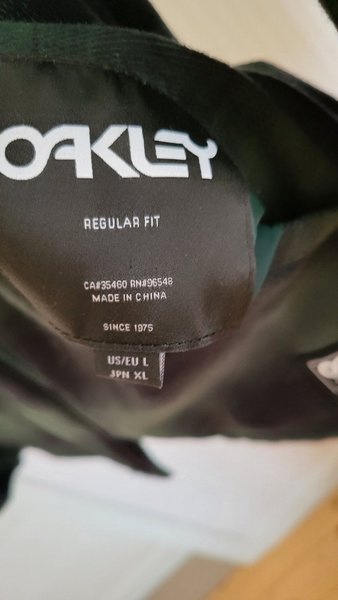 OAKLEY
REGULAR FIT
CA#35460 RN#96548
MADE IN CHINA
SINCE 1975
US/EU L
JPN XL